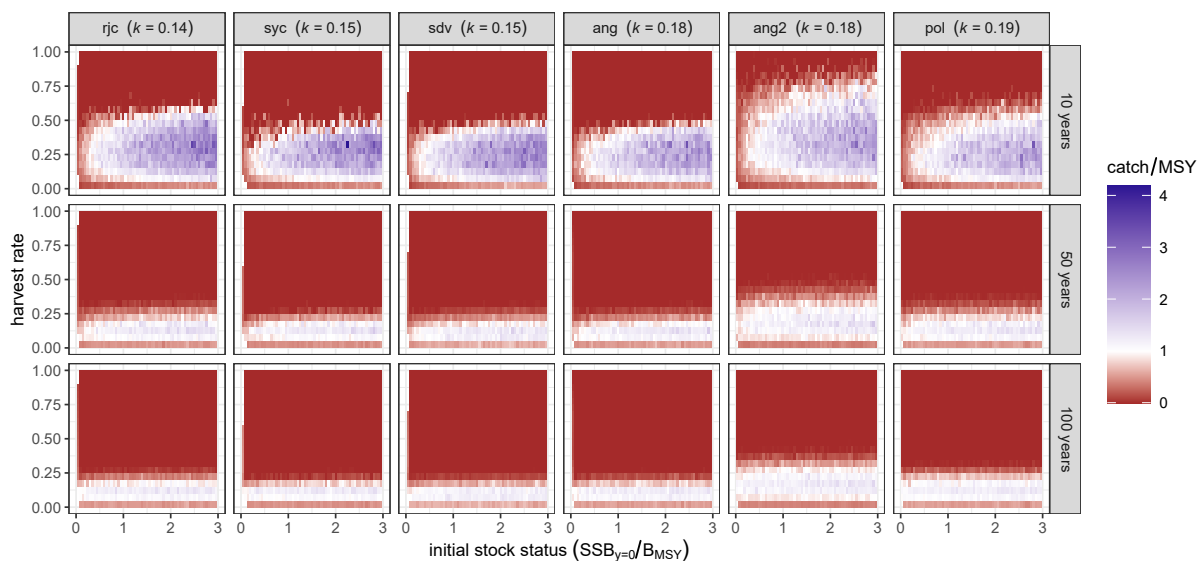 rjc (k = 0.14)
syc (k = 0.15)
sdv (k = 0.15)
ang (k = 0.18)
ang2 (k = 0.18)
pol (k = 0.19)
1.00
0.75
0.50
0.25
0.00
10 years
1.00
0.75
0.50
0.25
0.00
50 years
1.00
0.75
0.50
0.25
0.00
100 years
harvest rate
0 1 2 3
0 1 2 3
0 1 2 3
0 1 2 3
0 1 2 3
0 1 2 3
initial stock status (SSBy=0/BMSY)
catch/MSY
4
3
2
1
0